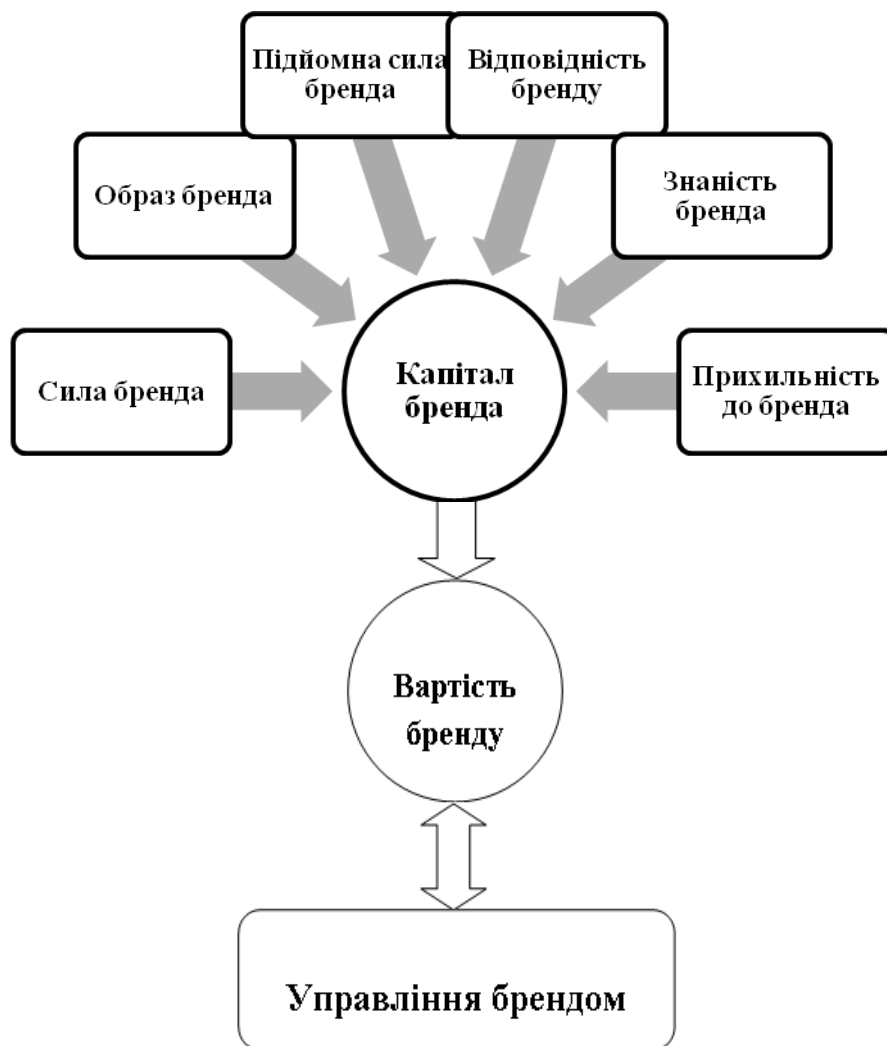 Підйомна сила
бренда
Відповідність
бренду
Образ бренда
Знаність
бренда
Сила бренда
Капітал
бренда
Прихильність
до бренда
Вартість
бренду
Управління брендом